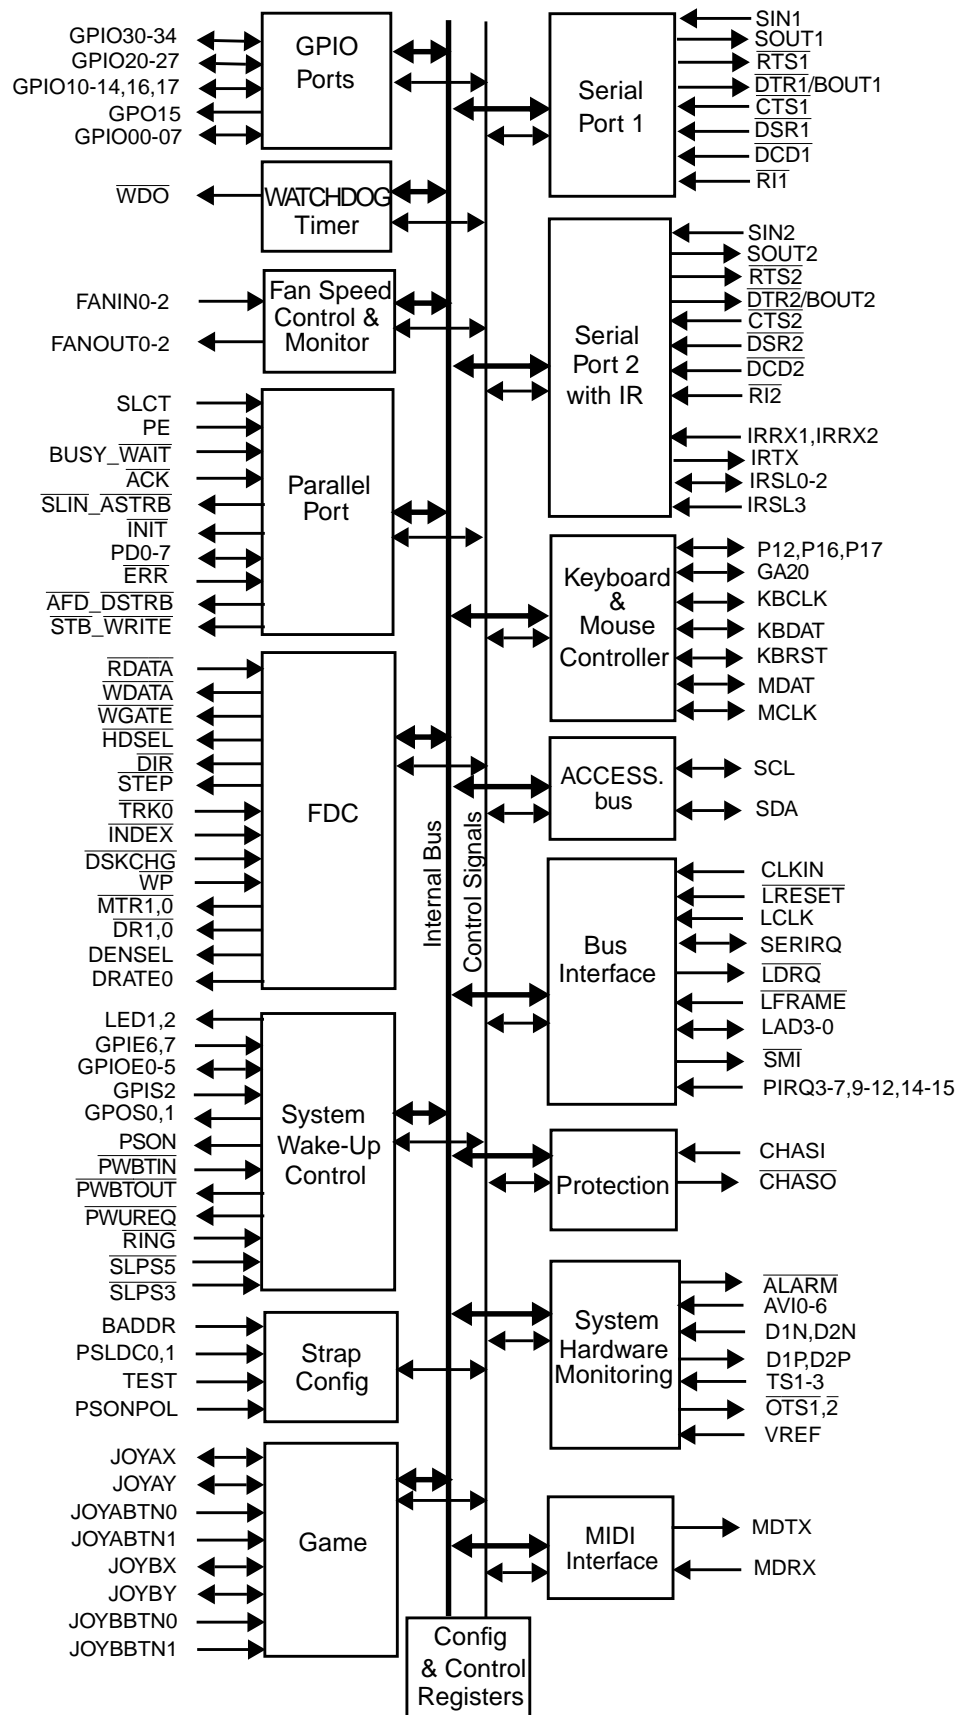 GPIO30-34
GPIO20-27
GPIO10-14,16,17
GPO15
GPIO00-07
GPIO
Ports
WDO
WATCHDOG
Timer
FANIN0-2
FANOUT0-2
Fan Speed
Control &
Monitor
SLCT
PE
BUSY_WAIT
ACK
SLIN_ASTRB
INIT
PD0-7
ERR
AFD_DSTRB
STB_WRITE
Parallel
Port
RDATA
WDATA
WGATE
HDSEL
DIR
STEP
TRK0
INDEX
DSKCHG
WP
MTR1,0
DR1,0
DENSEL
DRATE0
FDC
LED1,2
GPIE6,7
GPIOE0-5
GPIS2
GPOS0,1
PSON
PWBTIN
PWBTOUT
PWUREQ
RING
SLPS5
SLPS3
System
Wake-Up
Control
BADDR
PSLDC0,1
TEST
PSONPOL
Strap
Config
JOYAX
JOYAY
JOYABTN0
JOYABTN1
JOYBX
JOYBY
JOYBBTN0
JOYBBTN1
Game
Internal Bus
Control Signals
Config
& Control
Registers
Serial
Port 1
SIN1
SOUT1
RTS1
DTR1/BOUT1
CTS1
DSR1
DCD1
RI1
Serial
Port 2
with IR
SIN2
SOUT2
RTS2
DTR2/BOUT2
CTS2
DSR2
DCD2
RI2
IRRX1,IRRX2
IRTX
IRSL0-2
IRSL3
Keyboard
&
Mouse
Controller
P12,P16,P17
GA20
KBCLK
KBDAT
KBRST
MDAT
MCLK
ACCESS.
bus
SCL
SDA
Bus
Interface
CLKIN
LRESET
LCLK
SERIRQ
LDRQ
LFRAME
LAD3-0
SMI
PIRQ3-7,9-12,14-15
Protection
CHASI
CHASO
System
Hardware
Monitoring
ALARM
AVI0-6
D1N,D2N
D1P,D2P
TS1-3
OTS1,2
VREF
MIDI
Interface
MDTX
MDRX